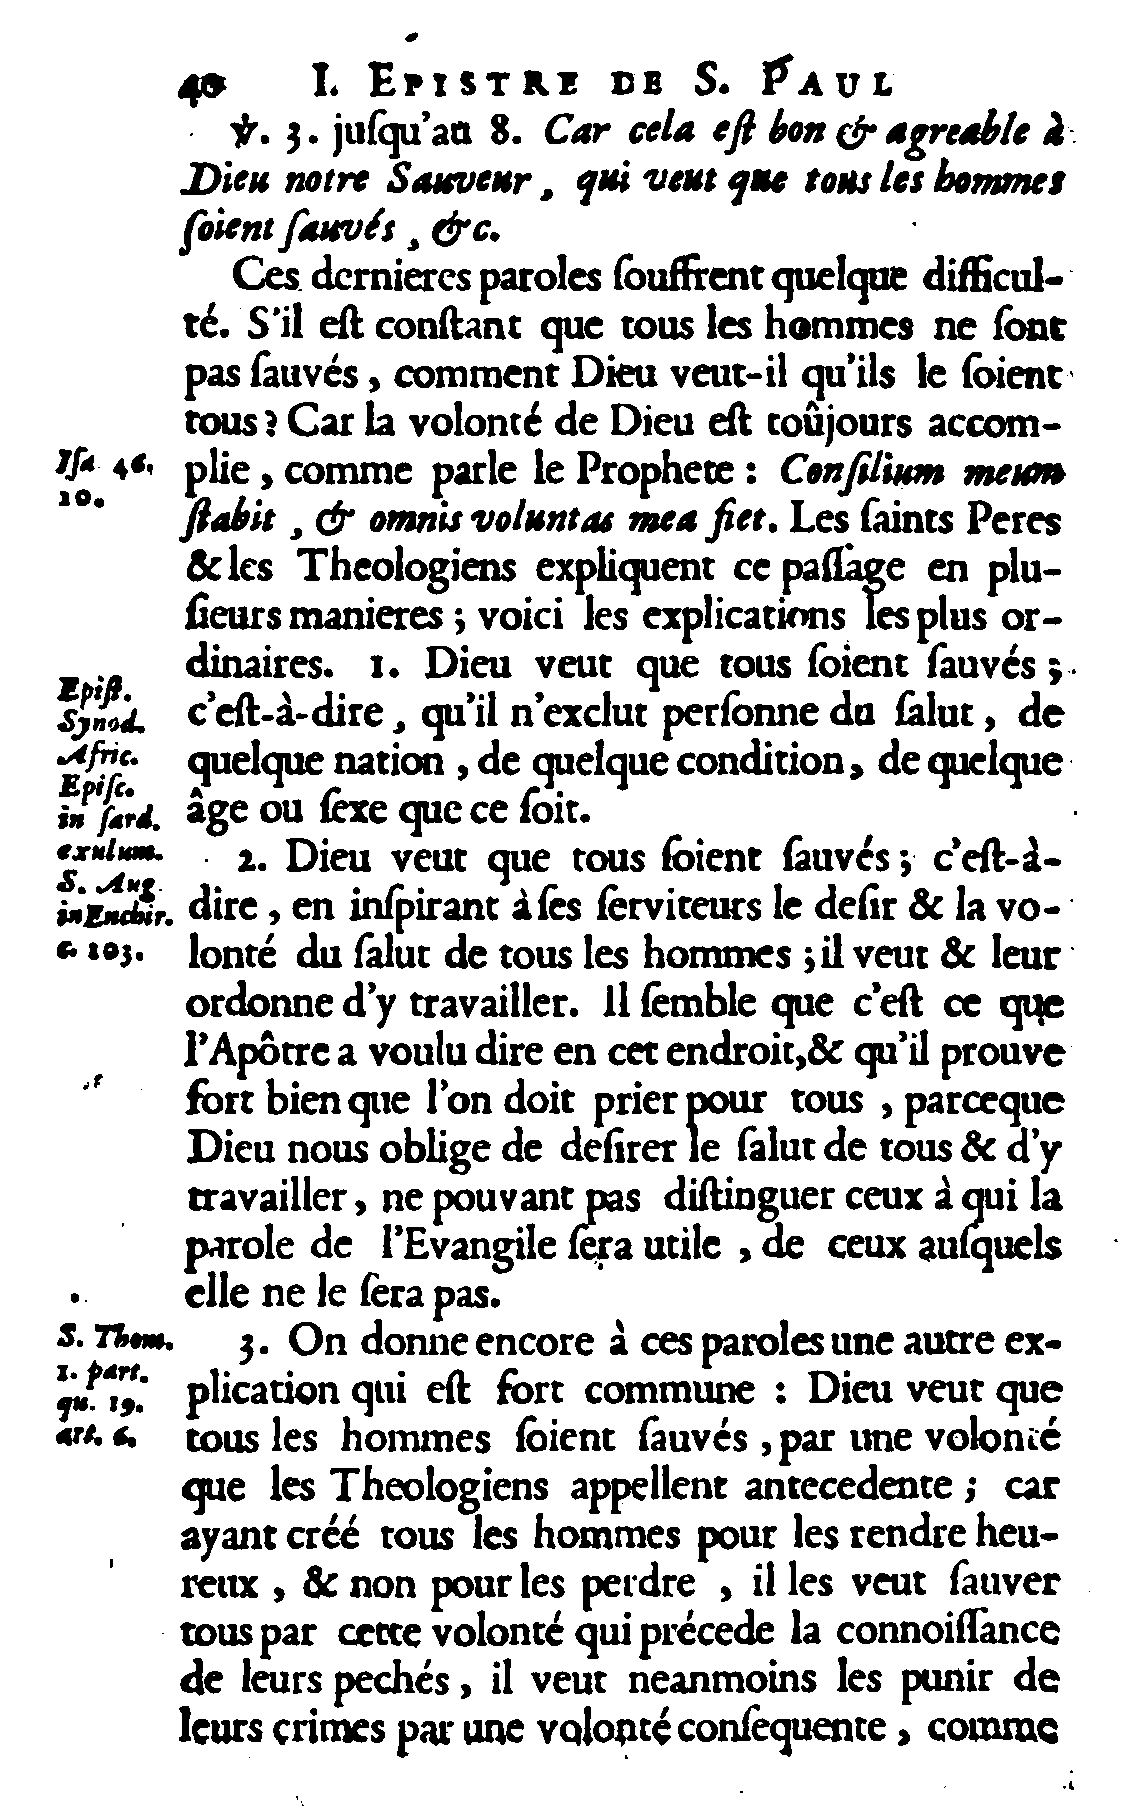 40 I. EPISTRE DE S. PAUL
℣. 3. juſqu'au 8. Car cela eſt bon & agreable à
Dieu notre Sauveur, qui veut que tous les hommes
ſoient ſauvés, &c.
Ces dernieres paroles ſouffrent quelque difficul-
té. S'il eſt conſtant que tous les hommes ne ſont
pas ſauvés, comment Dieu veut-il qu'ils le ſoient
tous? Car la volonté de Dieu eſt toûjours accom-
plie, comme parle le Prophete : Conſilium meum
ſtabit, & omnis voluntas mea fiet. Les ſaints Peres
& les Theologiens expliquent ce paſſage en plu-
ſieurs manieres ; voici les explications les plus or-
dinaires. 1. Dieu veut que tous ſoient ſauvés ;
c'eſt-à-dire, qu'il n'exclut perſonne du ſalut, de
quelque nation, de quelque condition, de quelque
âge ou ſexe que ce ſoit.
2. Dieu veut que tous ſoient ſauvés ; c'eſt-à-
dire, en inſpirant à ſes ſerviteurs le deſir & la vo-
lonté du ſalut de tous les hommes ; il veut & leur
ordonne d'y travailler. Il ſemble que c'eſt ce que
l'Apôtre a voulu dire en cet endroit, & qu'il prouve
fort bien que l'on doit prier pour tous, parceque
Dieu nous oblige de deſirer le ſalut de tous & d'y
travailler, ne pouvant pas diſtinguer ceux à qui la
parole de l'Evangile ſera utile, de ceux auſquels
elle ne le ſera pas.
3. On donne encore à ces paroles une autre ex-
plication qui eſt fort commune : Dieu veut que
tous les hommes ſoient ſauvés, par une volonté
que les Theologiens appellent antecedente ; car
ayant créé tous les hommes pour les rendre heu-
reux, & non pour les perdre, il les veut ſauver
tous par cette volonté qui précede la connoiſſance
de leurs pechés, il veut neanmoins les punir de
leurs crimes par une volonté conſequente, comme
Iſa 46.
10.
Epiſt.
Synod.
Afric.
Epiſc.
in ſard.
exulum.
S. Aug.
in Enchir.
c. 103.
S. Thom.
1. part.
qu. 19.
art. 6.